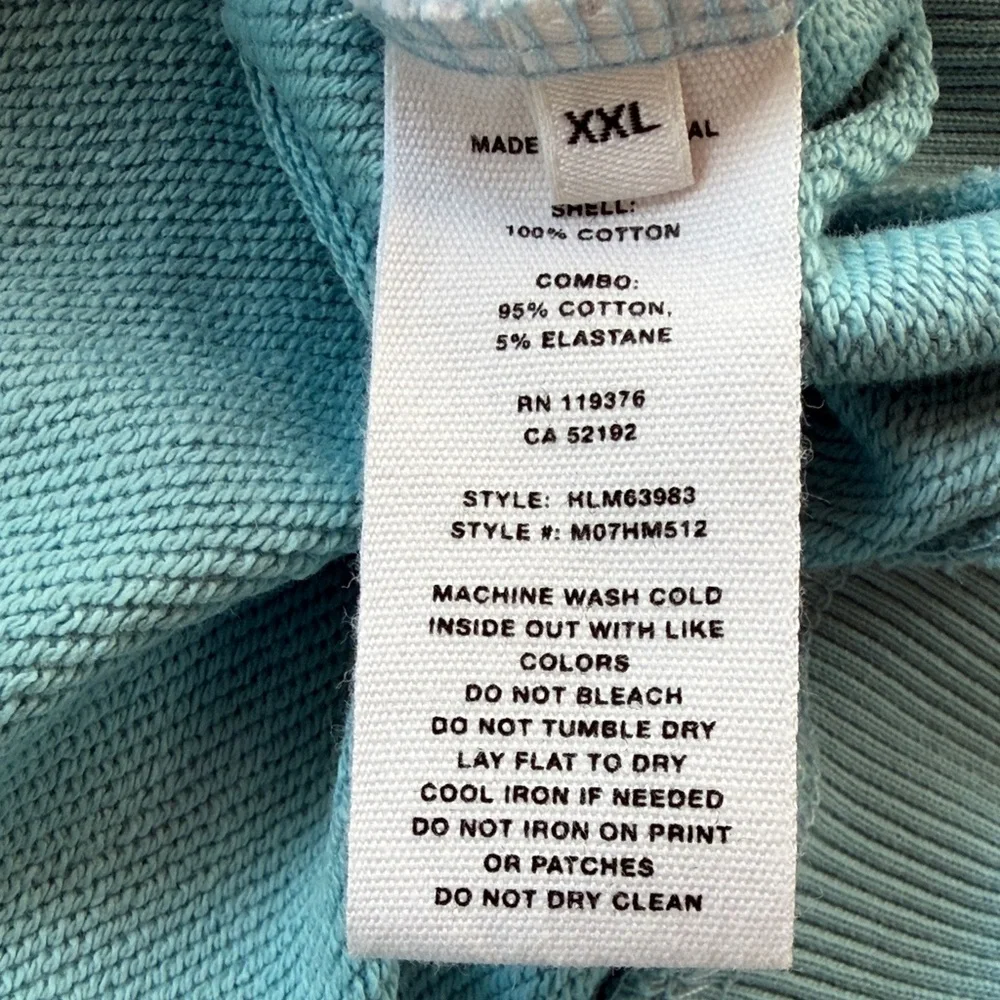 XXL
MADE AL
SHELL:
100% COTTON
COMBO:
95% COTTON,
5% ELASTANE
RN 119376
CA 52192
STYLE: HLM63983
STYLE #: M07HM512
MACHINE WASH COLD
INSIDE OUT WITH LIKE
COLORS
DO NOT BLEACH
DO NOT TUMBLE DRY
LAY FLAT TO DRY
COOL IRON IF NEEDED
DO NOT IRON ON PRINT
OR PATCHES
DO NOT DRY CLEAN